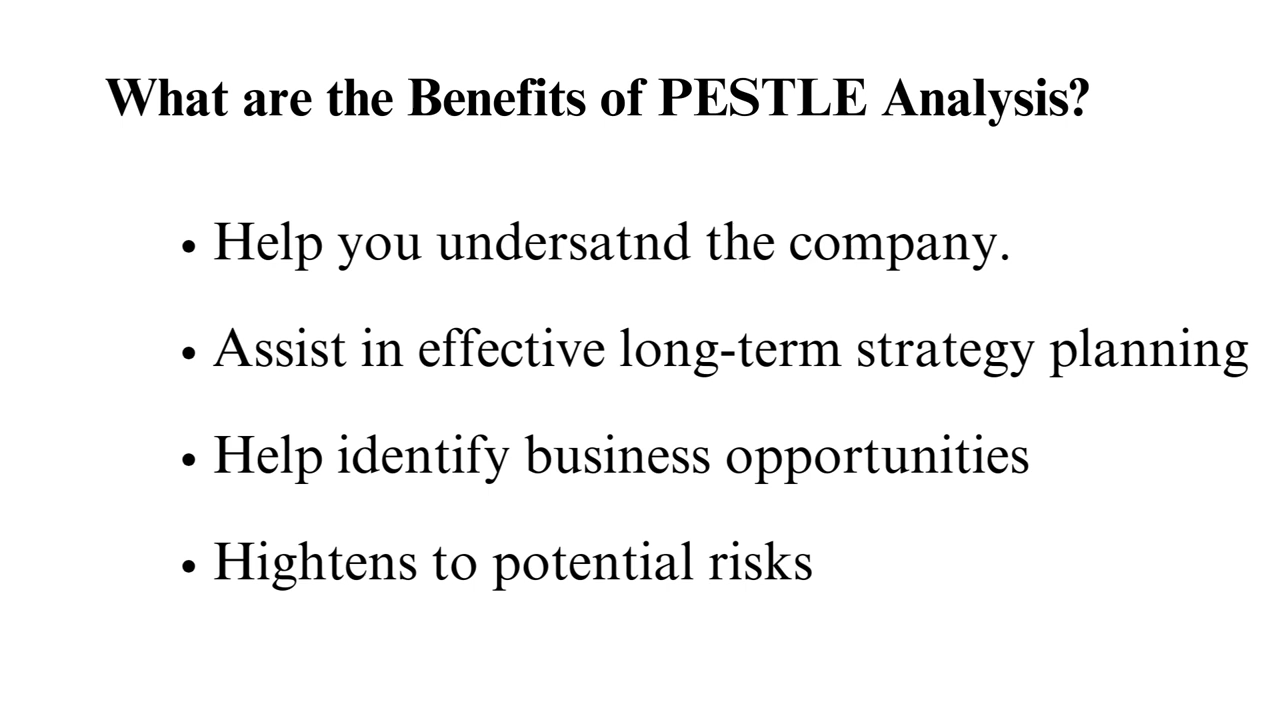 What are the Benefits of PESTLE Analysis?
• Help you undersatnd the company.
• Assist in effective long-term strategy planning
• Help identify business opportunities
• Hightens to potential risks